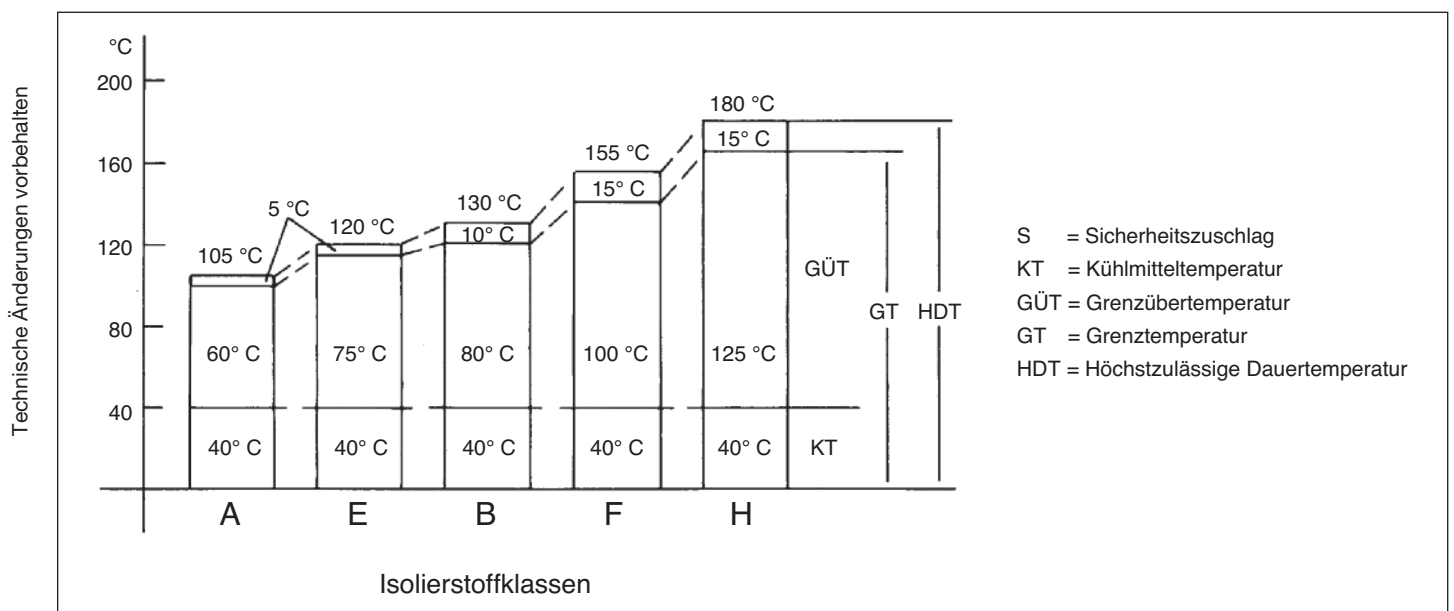 Technische Änderungen vorbehalten
°C
200
160
120
80
40
105 °C
5 °C
120 °C
130 °C
155 °C
180 °C
10° C
15° C
15° C
60° C
75° C
80° C
100 °C
125 °C
40° C
40° C
40° C
40° C
40° C
GÜT
KT
GT
HDT
A
E
B
F
H
Isolierstoffklassen
S = Sicherheitszuschlag
KT = Kühlmitteltemperatur
GÜT = Grenzübertemperatur
GT = Grenztemperatur
HDT = Höchstzulässige Dauertemperatur